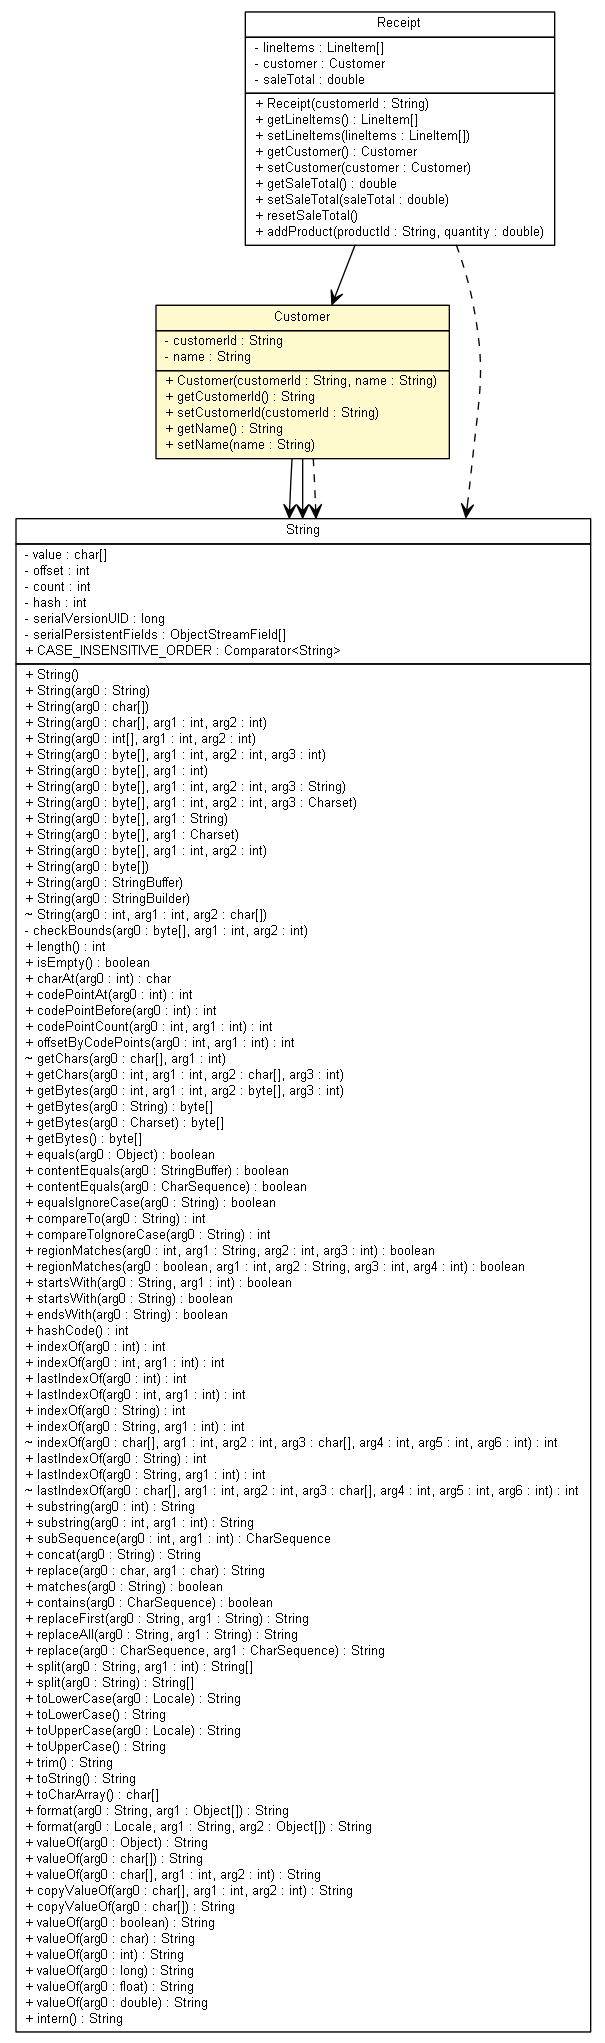 Receipt
- lineItems : LineItem[]
- customer : Customer
- saleTotal : double
+ Receipt(customerId : String)
+ getLineItems() : LineItem[]
+ setLineItems(lineItems : LineItem[])
+ getCustomer() : Customer
+ setCustomer(customer : Customer)
+ getSaleTotal() : double
+ setSaleTotal(saleTotal : double)
+ resetSaleTotal()
+ addProduct(productId : String, quantity : double)
Customer
- customerId : String
- name : String
+ Customer(customerId : String, name : String)
+ getCustomerId() : String
+ setCustomerId(customerId : String)
+ getName() : String
+ setName(name : String)
String
- value : char[]
- offset : int
- count : int
- hash : int
- serialVersionUID : long
- serialPersistentFields : ObjectStreamField[]
+ CASE_INSENSITIVE_ORDER : Comparator<String>
+ String()
+ String(arg0 : String)
+ String(arg0 : char[])
+ String(arg0 : char[], arg1 : int, arg2 : int)
+ String(arg0 : int[], arg1 : int, arg2 : int)
+ String(arg0 : byte[], arg1 : int, arg2 : int, arg3 : int)
+ String(arg0 : byte[], arg1 : int)
+ String(arg0 : byte[], arg1 : int, arg2 : int, arg3 : String)
+ String(arg0 : byte[], arg1 : int, arg2 : int, arg3 : Charset)
+ String(arg0 : byte[], arg1 : String)
+ String(arg0 : byte[], arg1 : Charset)
+ String(arg0 : byte[], arg1 : int, arg2 : int)
+ String(arg0 : byte[])
+ String(arg0 : StringBuffer)
+ String(arg0 : StringBuilder)
~ String(arg0 : int, arg1 : int, arg2 : char[])
- checkBounds(arg0 : byte[], arg1 : int, arg2 : int)
+ length() : int
+ isEmpty() : boolean
+ charAt(arg0 : int) : char
+ codePointAt(arg0 : int) : int
+ codePointBefore(arg0 : int) : int
+ codePointCount(arg0 : int, arg1 : int) : int
+ offsetByCodePoints(arg0 : int, arg1 : int) : int
~ getChars(arg0 : char[], arg1 : int)
+ getChars(arg0 : int, arg1 : int, arg2 : char[], arg3 : int)
+ getBytes(arg0 : int, arg1 : int, arg2 : byte[], arg3 : int)
+ getBytes(arg0 : String) : byte[]
+ getBytes(arg0 : Charset) : byte[]
+ getBytes() : byte[]
+ equals(arg0 : Object) : boolean
+ contentEquals(arg0 : StringBuffer) : boolean
+ contentEquals(arg0 : CharSequence) : boolean
+ equalsIgnoreCase(arg0 : String) : boolean
+ compareTo(arg0 : String) : int
+ compareToIgnoreCase(arg0 : String) : int
+ regionMatches(arg0 : int, arg1 : String, arg2 : int, arg3 : int) : boolean
+ regionMatches(arg0 : boolean, arg1 : int, arg2 : String, arg3 : int, arg4 : int) : boolean
+ startsWith(arg0 : String, arg1 : int) : boolean
+ startsWith(arg0 : String) : boolean
+ endsWith(arg0 : String) : boolean
+ hashCode() : int
+ indexOf(arg0 : int) : int
+ indexOf(arg0 : int, arg1 : int) : int
+ lastIndexOf(arg0 : int) : int
+ lastIndexOf(arg0 : int, arg1 : int) : int
+ indexOf(arg0 : String) : int
+ indexOf(arg0 : String, arg1 : int) : int
~ indexOf(arg0 : char[], arg1 : int, arg2 : int, arg3 : char[], arg4 : int, arg5 : int, arg6 : int) : int
+ lastIndexOf(arg0 : String) : int
+ lastIndexOf(arg0 : String, arg1 : int) : int
~ lastIndexOf(arg0 : char[], arg1 : int, arg2 : int, arg3 : char[], arg4 : int, arg5 : int, arg6 : int) : int
+ substring(arg0 : int) : String
+ substring(arg0 : int, arg1 : int) : String
+ subSequence(arg0 : int, arg1 : int) : CharSequence
+ concat(arg0 : String) : String
+ replace(arg0 : char, arg1 : char) : String
+ matches(arg0 : String) : boolean
+ contains(arg0 : CharSequence) : boolean
+ replaceFirst(arg0 : String, arg1 : String) : String
+ replaceAll(arg0 : String, arg1 : String) : String
+ replace(arg0 : CharSequence, arg1 : CharSequence) : String
+ split(arg0 : String, arg1 : int) : String[]
+ split(arg0 : String) : String[]
+ toLowerCase(arg0 : Locale) : String
+ toLowerCase() : String
+ toUpperCase(arg0 : Locale) : String
+ toUpperCase() : String
+ trim() : String
+ toString() : String
+ toCharArray() : char[]
+ format(arg0 : String, arg1 : Object[]) : String
+ format(arg0 : Locale, arg1 : String, arg2 : Object[]) : String
+ valueOf(arg0 : Object) : String
+ valueOf(arg0 : char[]) : String
+ valueOf(arg0 : char[], arg1 : int, arg2 : int) : String
+ copyValueOf(arg0 : char[], arg1 : int, arg2 : int) : String
+ copyValueOf(arg0 : char[]) : String
+ valueOf(arg0 : boolean) : String
+ valueOf(arg0 : char) : String
+ valueOf(arg0 : int) : String
+ valueOf(arg0 : long) : String
+ valueOf(arg0 : float) : String
+ valueOf(arg0 : double) : String
+ intern() : String